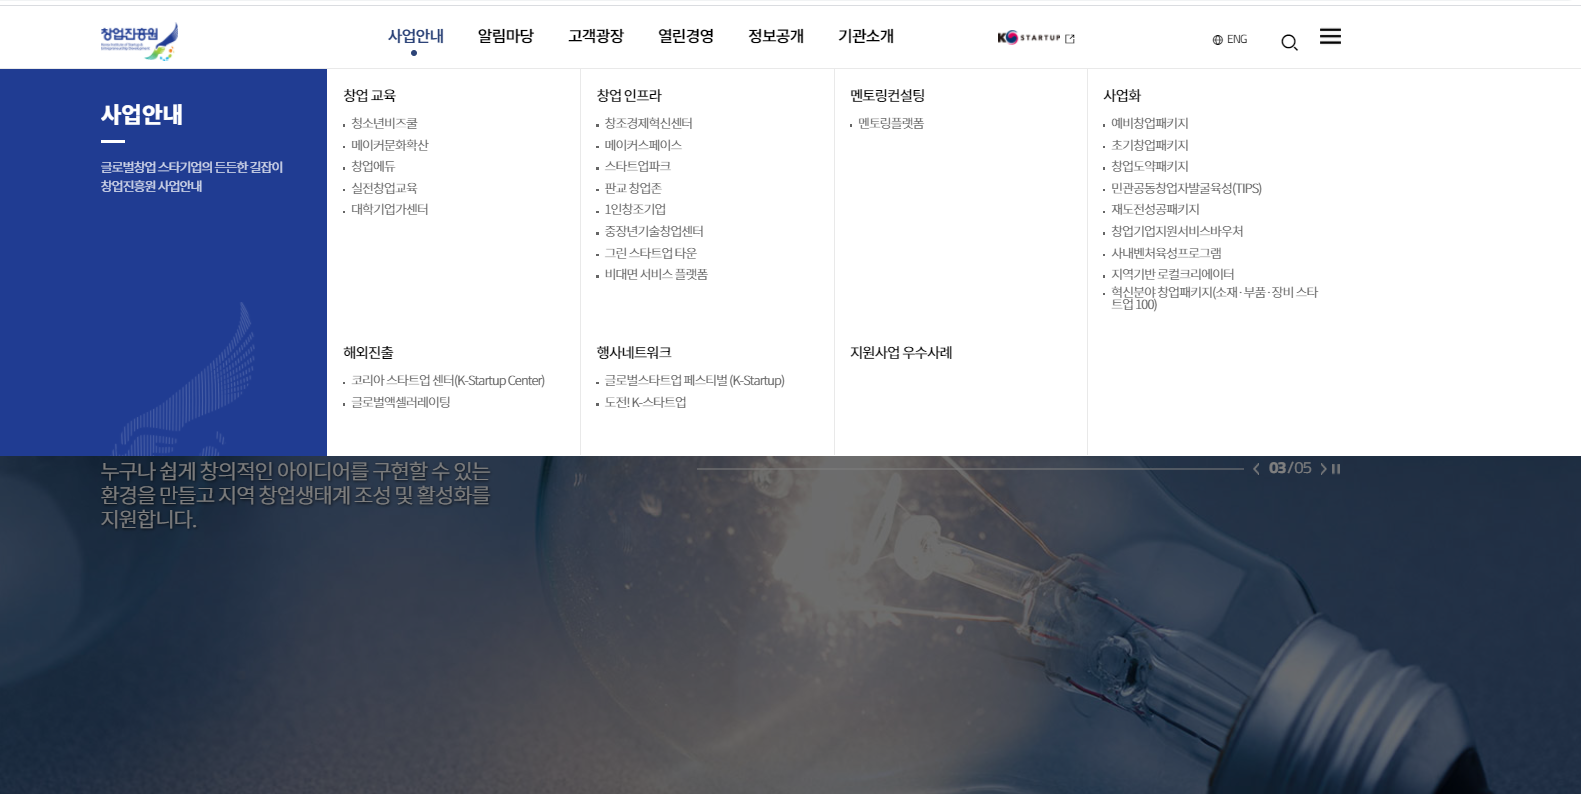 창업진흥원
사업안내
알림마당
고객광장
열린경영
정보공개
기관소개
K STARTUP
ENG
사업안내
글로벌창업 스타기업의 든든한 길잡이
창업진흥원 사업안내
창업 교육
청소년비즈쿨
메이커문화확산
창업에듀
실전창업교육
대학기업가센터
창업 인프라
창조경제혁신센터
메이커스페이스
스타트업파크
판교 창업존
1인창조기업
중장년기술창업센터
그린 스타트업 타운
비대면 서비스 플랫폼
멘토링컨설팅
멘토링플랫폼
사업화
예비창업패키지
초기창업패키지
창업도약패키지
민관공동창업자발굴육성(TIPS)
재도전성공패키지
창업기업지원서비스바우처
사내벤처육성프로그램
지역기반 로컬크리에이터
혁신분야 창업패키지(소재·부품·장비 스타
트업 100)
해외진출
코리아 스타트업 센터(K-Startup Center)
글로벌액셀러레이팅
행사네트워크
글로벌스타트업 페스티벌 (K-Startup)
도전! K-스타트업
지원사업 우수사례
누구나 쉽게 창의적인 아이디어를 구현할 수 있는
환경을 만들고 지역 창업생태계 조성 및 활성화를
지원합니다.
03/05